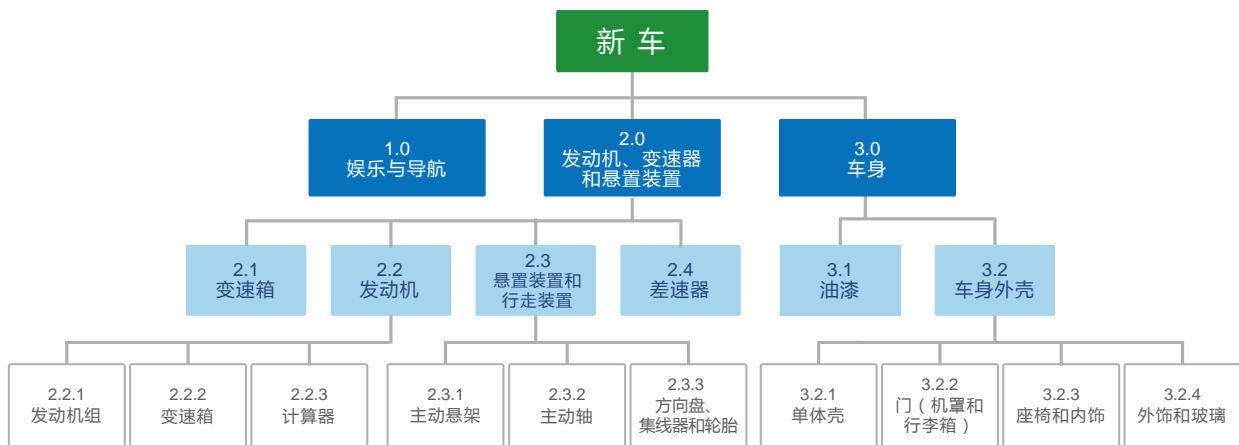 新 车
1.0
娱乐与导航
2.0
发动机、变速器
和悬置装置
3.0
车身
2.1
变速箱
2.2
发动机
2.3
悬置装置和
行走装置
2.4
差速器
3.1
油漆
3.2
车身外壳
2.2.1
发动机组
2.2.2
变速箱
2.2.3
计算器
2.3.1
主动悬架
2.3.2
主动轴
2.3.3
方向盘、
集线器和轮胎
3.2.1
单体壳
3.2.2
门（机罩和
行李箱）
3.2.3
座椅和内饰
3.2.4
外饰和玻璃